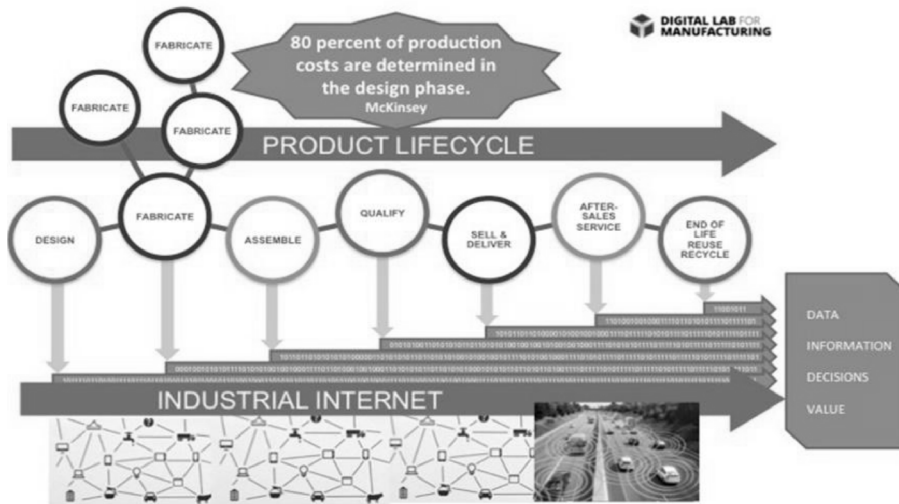 DIGITAL LAB FOR
MANUFACTURING
80 percent of production
costs are determined in
the design phase.
McKinsey
FABRICATE
FABRICATE
FABRICATE
PRODUCT LIFECYCLE
DESIGN
FABRICATE
ASSEMBLE
QUALIFY
SELL &
DELIVER
AFTER-
SALES
SERVICE
END OF
LIFE
REUSE
RECYCLE
11001011
DATA
INFORMATION
DECISIONS
VALUE
INDUSTRIAL INTERNET